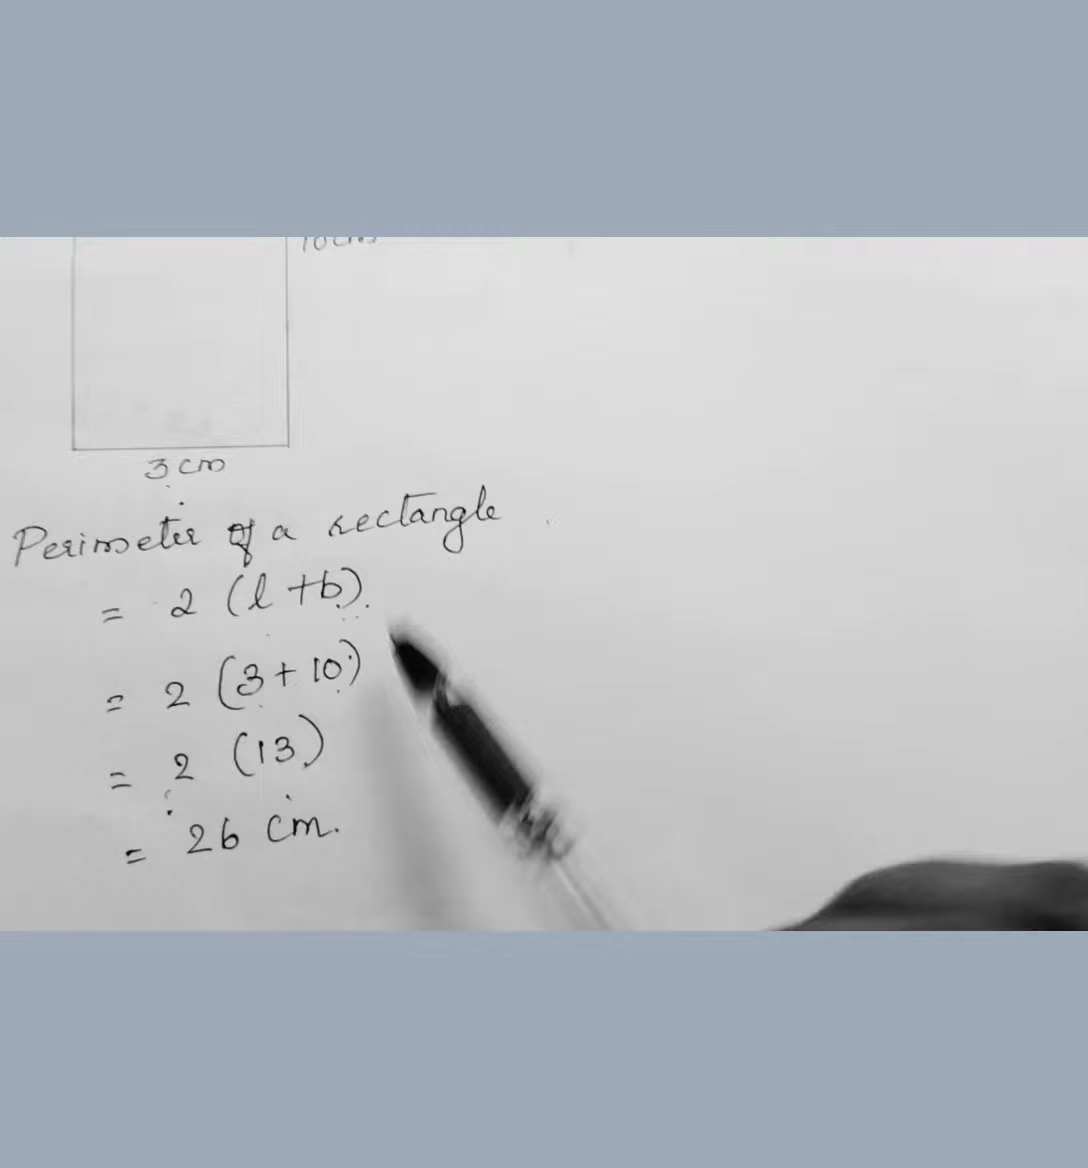 3 cm
Perimeter of a rectangle
= 2 (l + b)
= 2 (3 + 10)
= 2 (13)
= 26 cm.